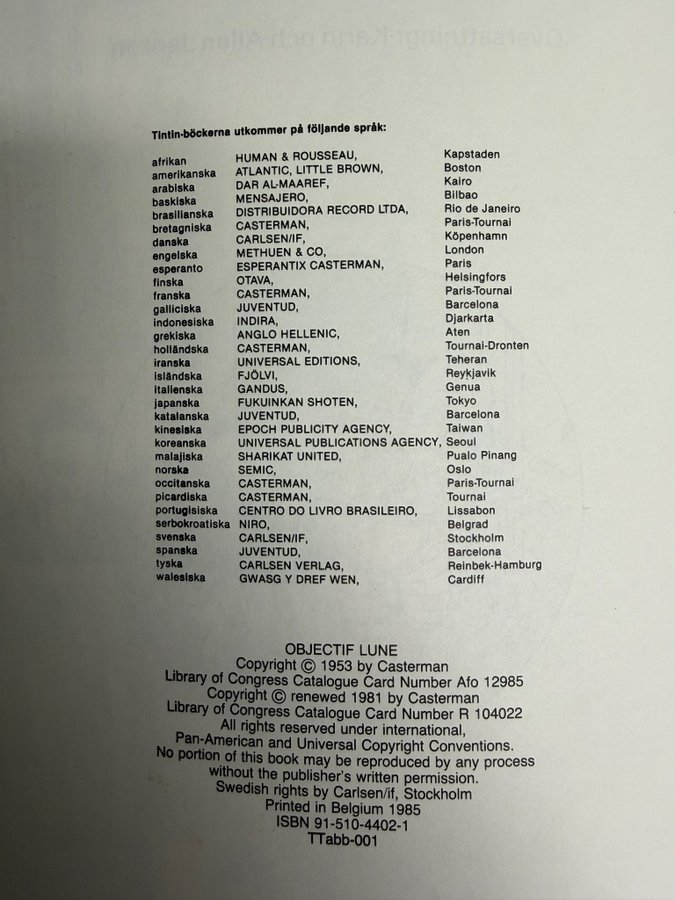 Tintin-böckerna utkommer på följande språk:
afrikan HUMAN & ROUSSEAU, Kapstaden
amerikanska ATLANTIC, LITTLE BROWN, Boston
arabiska DAR AL-MAAREF, Kairo
baskiska MENSAJERO, Bilbao
brasilianska DISTRIBUIDORA RECORD LTDA, Rio de Janeiro
bretagniska CASTERMAN, Paris-Tournai
danska CARLSEN/IF, Köpenhamn
engelska METHUEN & CO, London
esperanto ESPERANTIX CASTERMAN, Paris
finska OTAVA, Helsingfors
franska CASTERMAN, Paris-Tournai
galliciska JUVENTUD, Barcelona
indonesiska INDIRA, Djarkarta
grekiska ANGLO HELLENIC, Aten
holländska CASTERMAN, Tournai-Dronten
iranska UNIVERSAL EDITIONS, Teheran
isländska FJÖLVI, Reykjavik
italienska GANDUS, Genua
japanska FUKUINKAN SHOTEN, Tokyo
katalanska JUVENTUD, Barcelona
kinesiska EPOCH PUBLICITY AGENCY, Taiwan
koreanska UNIVERSAL PUBLICATIONS AGENCY, Seoul
malajiska SHARIKAT UNITED, Pualo Pinang
norska SEMIC, Oslo
occitanska CASTERMAN, Paris-Tournai
picardiska CASTERMAN, Tournai
portugisiska CENTRO DO LIVRO BRASILEIRO, Lissabon
serbokroatiska NIRO, Belgrad
svenska CARLSEN/IF, Stockholm
spanska JUVENTUD, Barcelona
tyska CARLSEN VERLAG, Reinbek-Hamburg
walesiska GWASG Y DREF WEN, Cardiff
OBJECTIF LUNE
Copyright © 1953 by Casterman
Library of Congress Catalogue Card Number Afo 12985
Copyright © renewed 1981 by Casterman
Library of Congress Catalogue Card Number R 104022
All rights reserved under international,
Pan-American and Universal Copyright Conventions.
No portion of this book may be reproduced by any process
without the publisher's written permission.
Swedish rights by Carlsen/if, Stockholm
Printed in Belgium 1985
ISBN 91-510-4402-1
TTabb-001